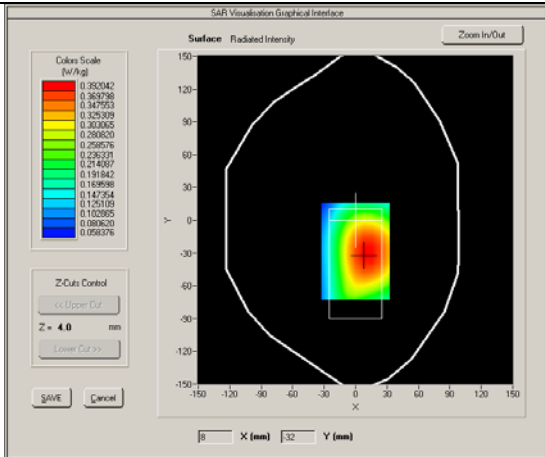 SAR Visualisation Graphical Interface
Surface Radiated Intensity
Zoom In/Out
Colors Scale
(W/kg)
0.392042
0.369798
0.347553
0.325309
0.303065
0.280820
0.258576
0.236331
0.214087
0.191842
0.169598
0.147354
0.125109
0.102865
0.080620
0.058376
Z-Cuts Control
<< Upper Cut
Z = 4.0 mm
Lower Cut >>
SAVE Cancel
150-
120-
90-
60-
30-
0-
-30-
-60-
-90-
-120-
-150-
Y
-150 -120 -90 -60 -30 0 30 60 90 120 150
X
8 X (mm) -32 Y (mm)